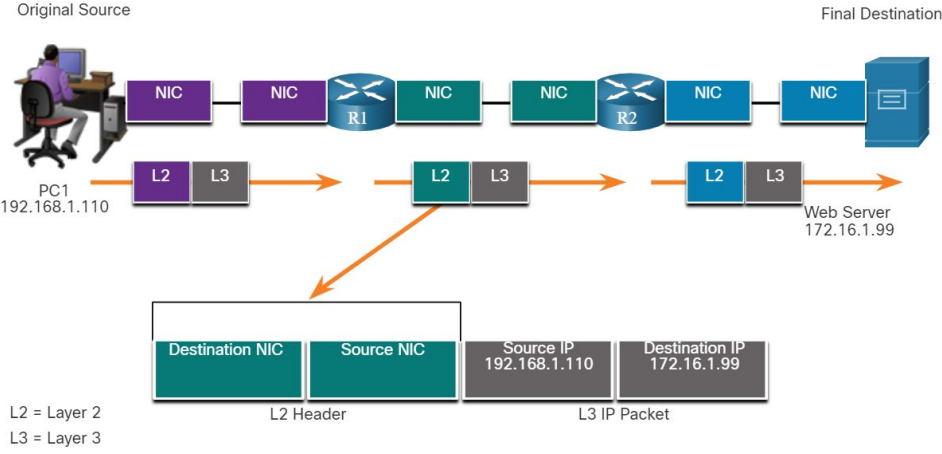 Original Source
Final Destination
NIC NIC R1 NIC NIC R2 NIC NIC
L2 L3 L2 L3 L2 L3
PC1
192.168.1.110
Web Server
172.16.1.99
Destination NIC Source NIC Source IP Destination IP
192.168.1.110 172.16.1.99
L2 = Layer 2 L2 Header L3 IP Packet
L3 = Layer 3